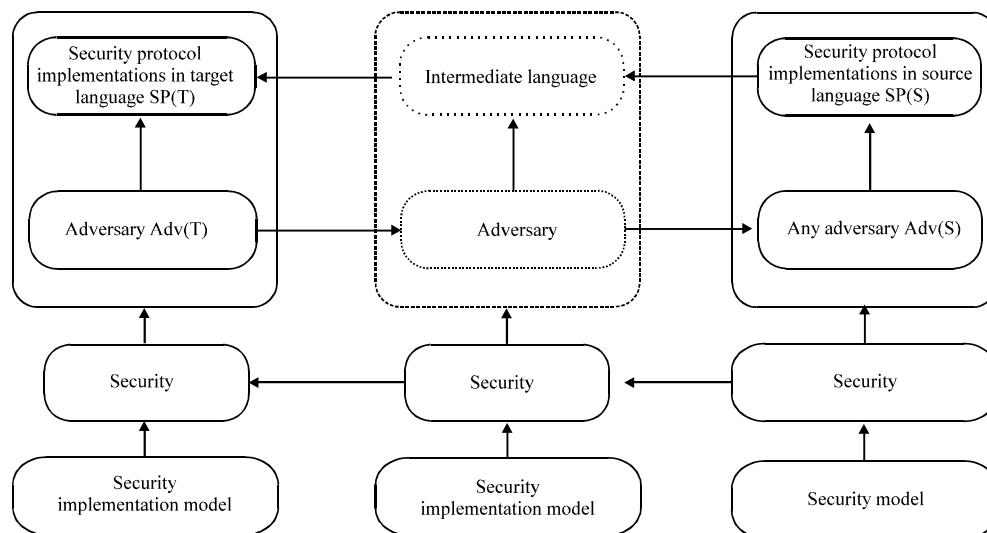 Security protocol
implementations in target
language SP(T)
Intermediate language
Security protocol
implementations in source
language SP(S)
Adversary Adv(T)
Adversary
Any adversary Adv(S)
Security
Security
Security
Security
implementation model
Security
implementation model
Security model